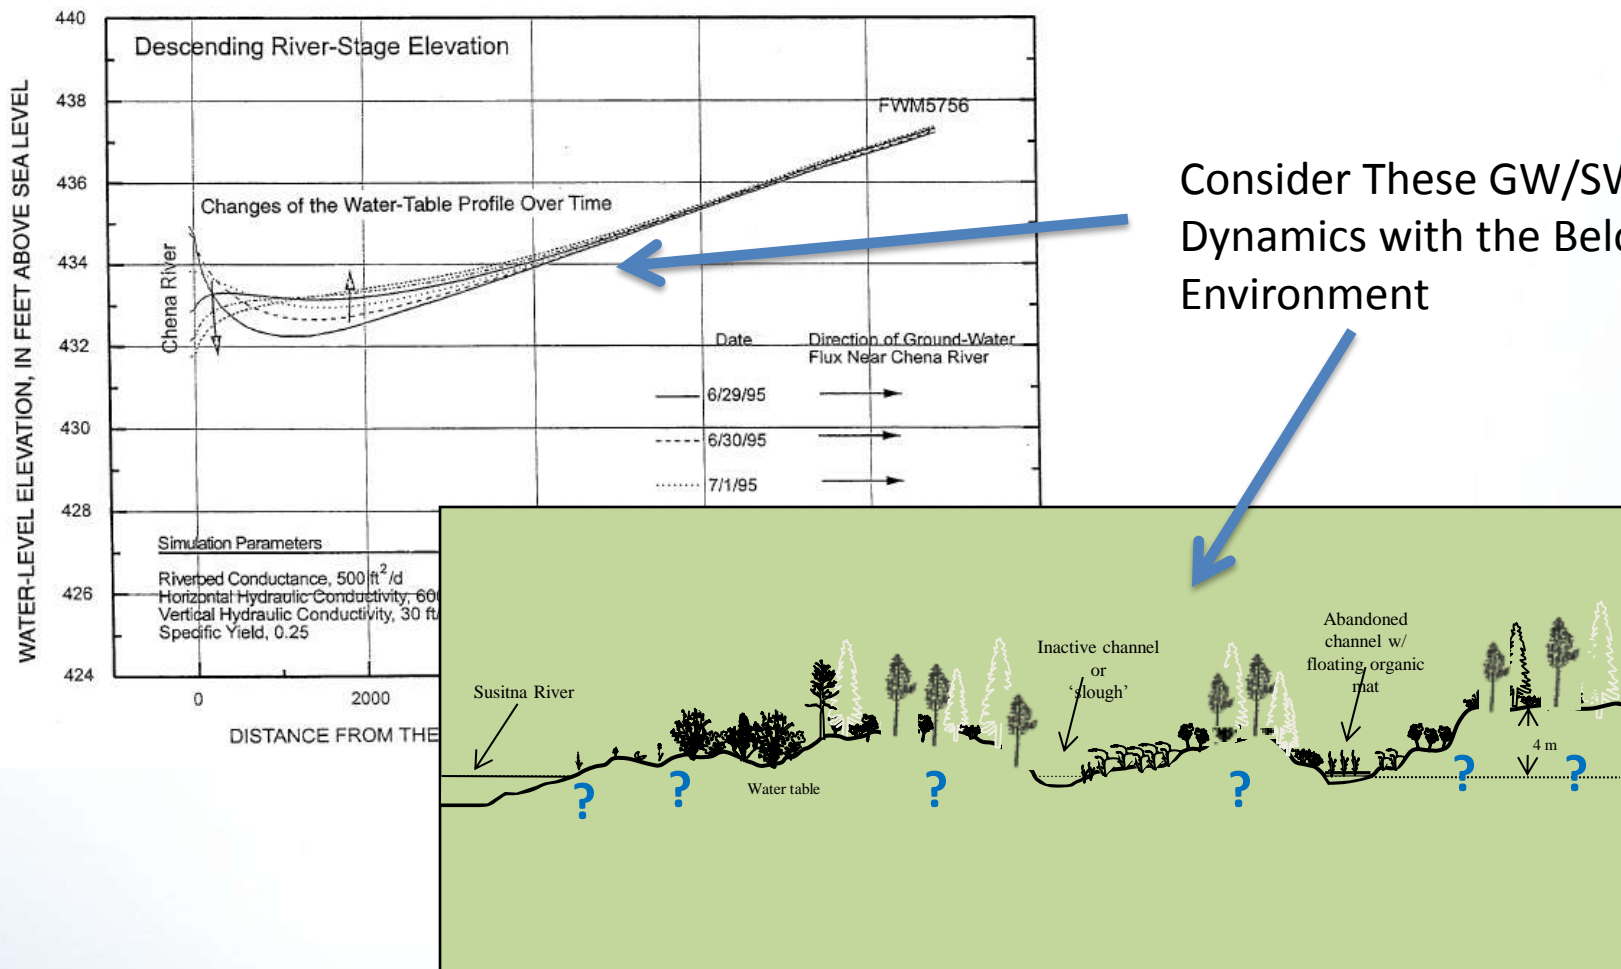 440
438
436
434
432
430
428
426
424
WATER-LEVEL ELEVATION, IN FEET ABOVE SEA LEVEL
Descending River-Stage Elevation
FWM5756
Changes of the Water-Table Profile Over Time
Chena River
Date
Direction of Ground-Water
Flux Near Chena River
6/29/95
6/30/95
7/1/95
Simulation Parameters
Riverbed Conductance, 500 ft²/d
Horizontal Hydraulic Conductivity,
Vertical Hydraulic Conductivity, 30
Specific Yield, 0.25
0
2000
DISTANCE FROM THE
Consider These GW/SW
Dynamics with the
Environment
Susitna River
Water table
Inactive channel
or
'slough'
Abandoned
channel w/
floating organic
mat
4 m
? ? ? ? ? ?